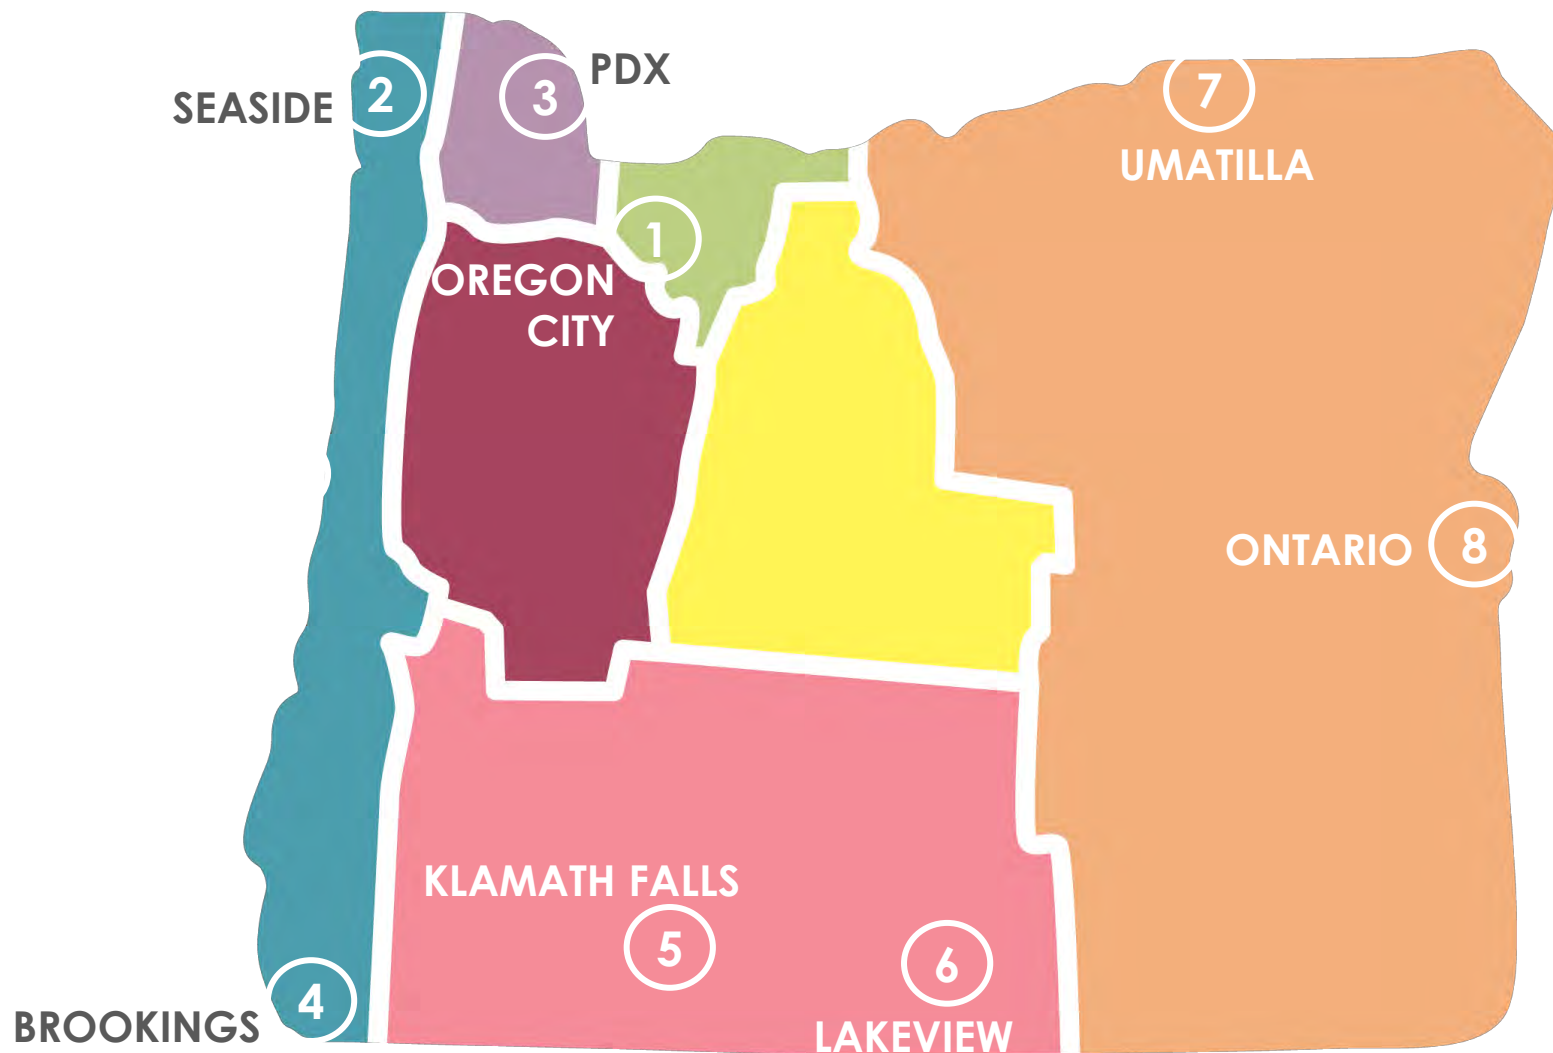 2
SEASIDE
3
PDX
7
UMATILLA
1
OREGON
CITY
ONTARIO
8
KLAMATH FALLS
5
6
LAKEVIEW
4
BROOKINGS